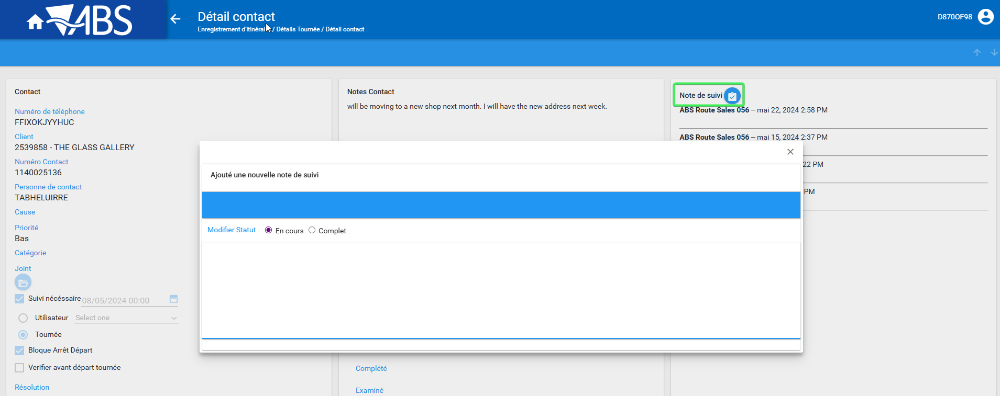 ABS
Détail contact
Enregistrement d'itinérai / Détails Tournée / Détail contact
D870OF98
Contact
Numéro de téléphone
FFIXOKJYYHUC
Client
2539858 - THE GLASS GALLERY
Numéro Contact
1140025136
Personne de contact
TABHELUIRRE
Cause
Priorité
Bas
Catégorie
Joint
Suivi nécéssaire 08/05/2024 00:00
Utilisateur Select one
Tournée
Bloque Arrêt Départ
Verifier avant départ tournée
Résolution
Notes Contact
will be moving to a new shop next month. I will have the new address next week.
Note de suivi
ABS Route Sales 056 -- mai 22, 2024 2:58 PM
ABS Route Sales 056 -- mai 15, 2024 2:37 PM
22 PM
PM
Ajouté une nouvelle note de suivi
Modifier Statut En cours Complet
Complété
Examiné